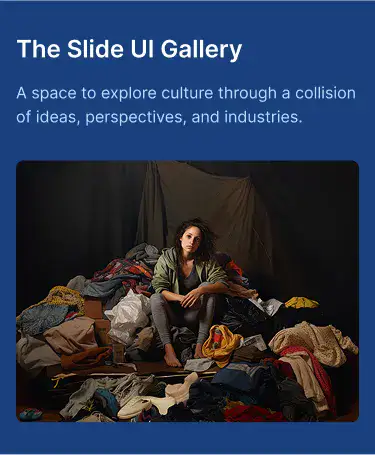 The Slide UI Gallery
A space to explore culture through a collision
of ideas, perspectives, and industries.